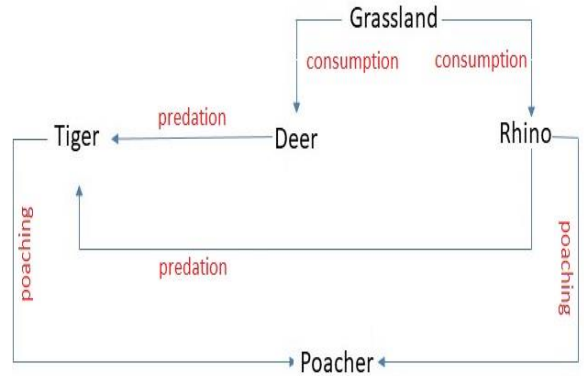 Grassland
consumption consumption
predation
Tiger Deer Rhino
poaching poaching
predation
Poacher